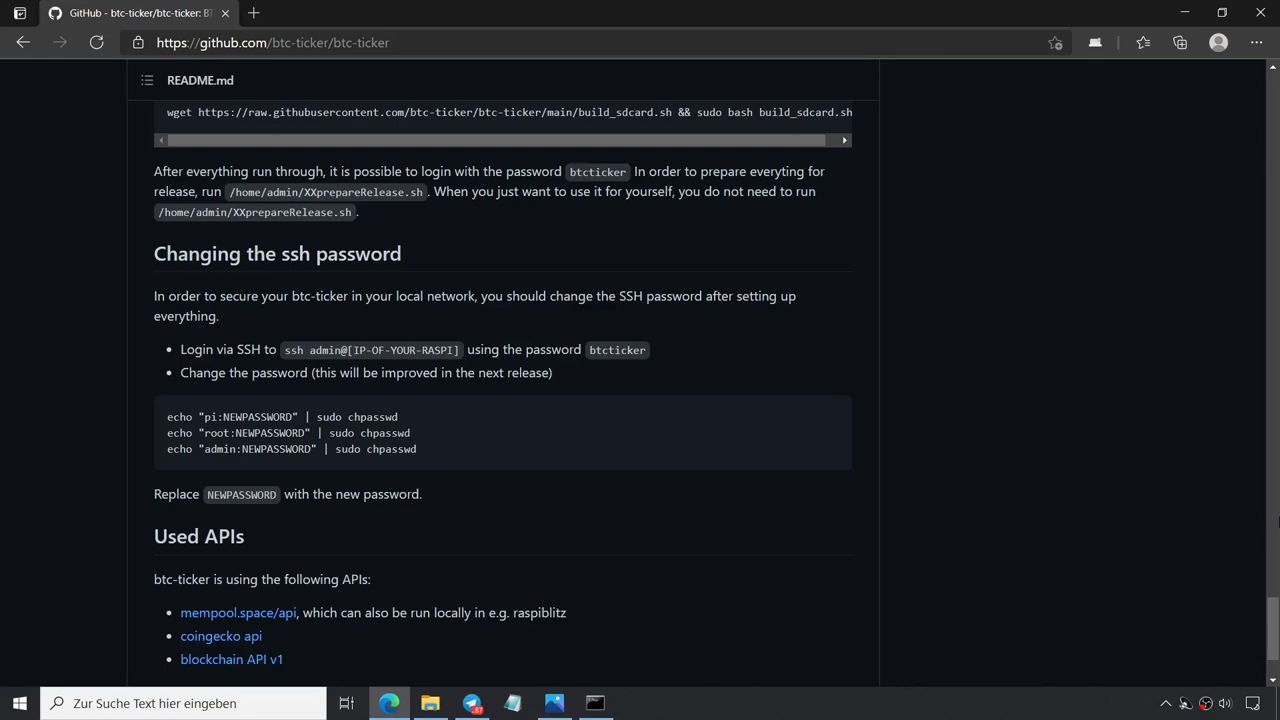 GitHub - btc-ticker/btc-ticker: BT
https://github.com/btc-ticker/btc-ticker
README.md
wget https://raw.githubusercontent.com/btc-ticker/btc-ticker/main/build_sdcard.sh && sudo bash build_sdcard.sh
After everything run through, it is possible to login with the password btcticker In order to prepare everyting for
release, run /home/admin/XXprepareRelease.sh. When you just want to use it for yourself, you do not need to run
/home/admin/XXprepareRelease.sh.
Changing the ssh password
In order to secure your btc-ticker in your local network, you should change the SSH password after setting up
everything.
• Login via SSH to ssh admin@[IP-OF-YOUR-RASPI] using the password btcticker
• Change the password (this will be improved in the next release)
echo "pi:NEWPASSWORD" | sudo chpasswd
echo "root:NEWPASSWORD" | sudo chpasswd
echo "admin:NEWPASSWORD" | sudo chpasswd
Replace NEWPASSWORD with the new password.
Used APIs
btc-ticker is using the following APIs:
• mempool.space/api, which can also be run locally in e.g. raspiblitz
• coingecko api
• blockchain API v1
Zur Suche Text hier eingeben